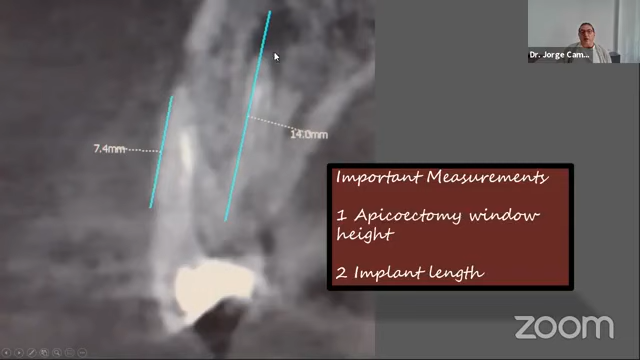 Dr. Jorge Cam...
7.4mm
14.0mm
Important Measurements
1 Apicoectomy window
height
2 Implant length
zoom